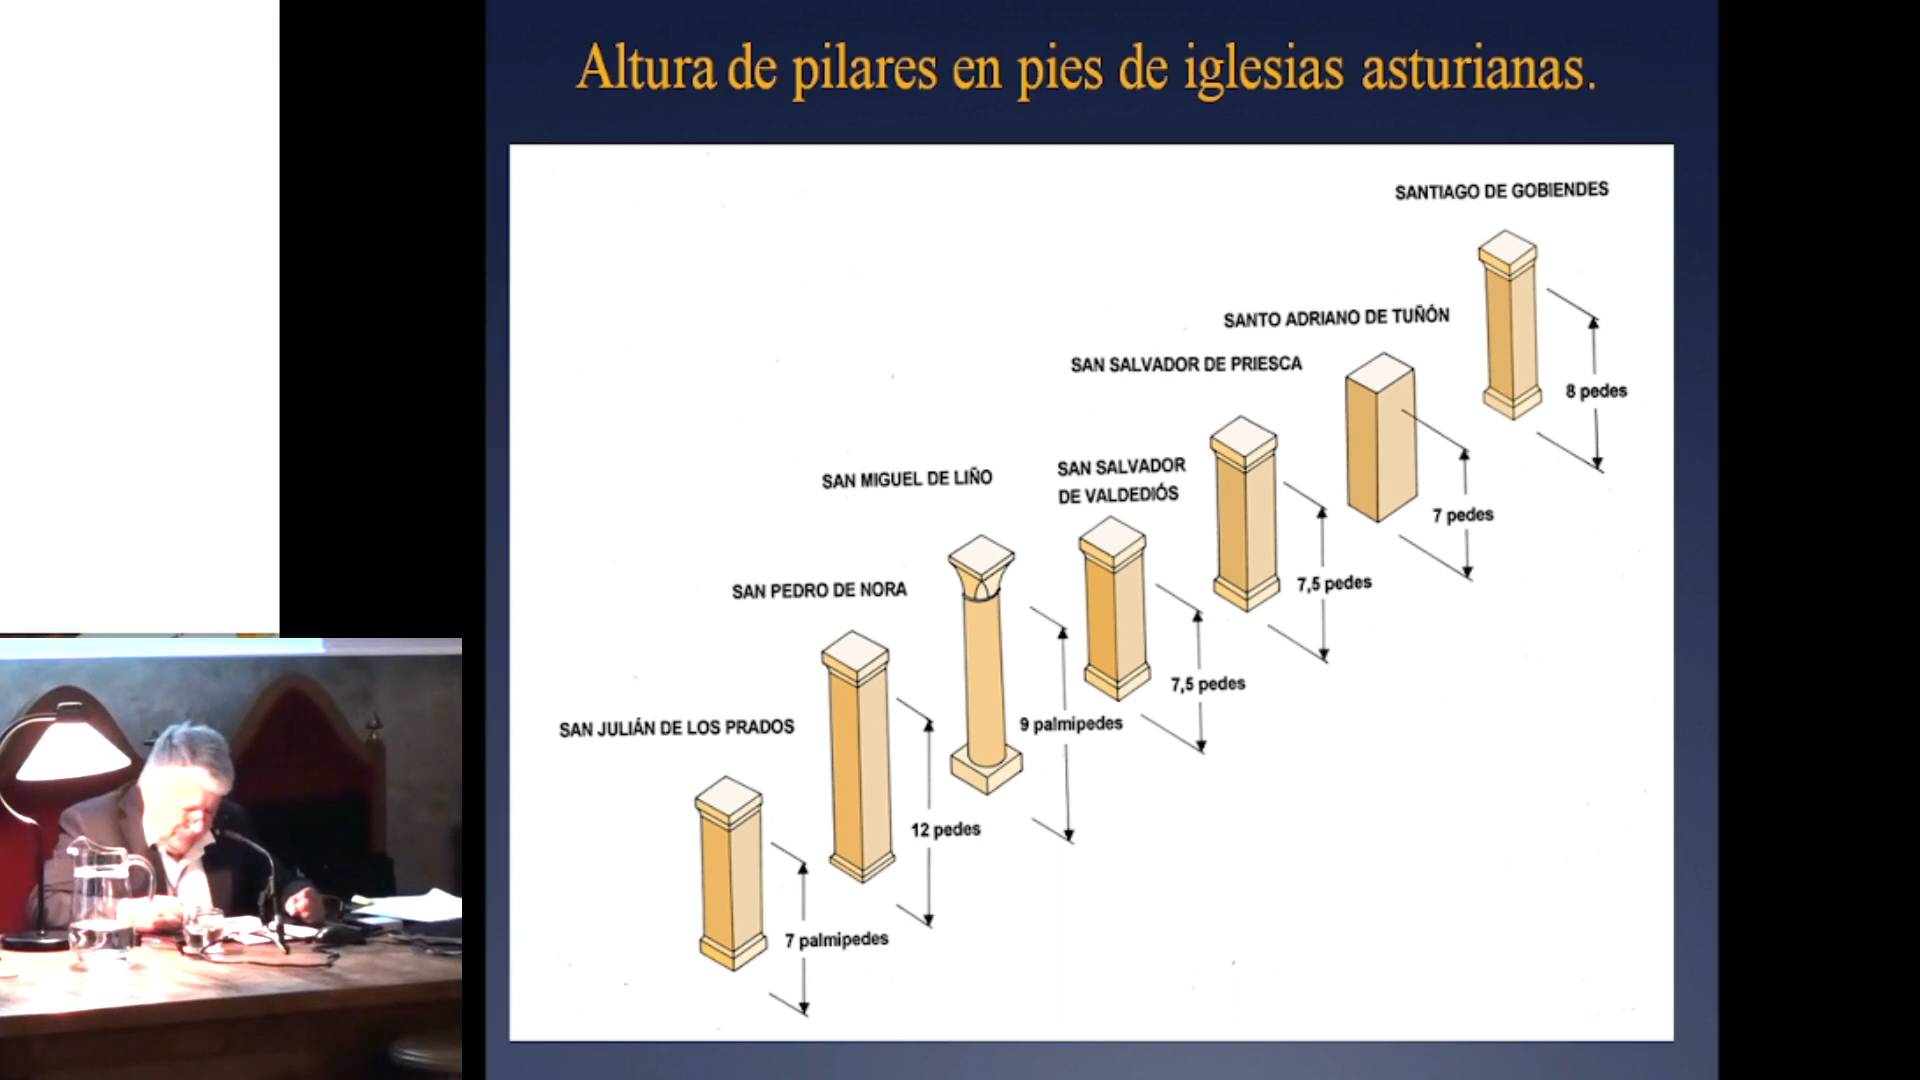 Altura de pilares en pies de iglesias asturianas.
SANTIAGO DE GOBIENDES
8 pedes
SANTO ADRIANO DE TUÑÓN
7 pedes
SAN SALVADOR DE PRIESCA
7,5 pedes
SAN SALVADOR
DE VALDEDIÓS
7,5 pedes
SAN MIGUEL DE LIÑO
9 palmipedes
SAN PEDRO DE NORA
12 pedes
SAN JULIÁN DE LOS PRADOS
7 palmipedes